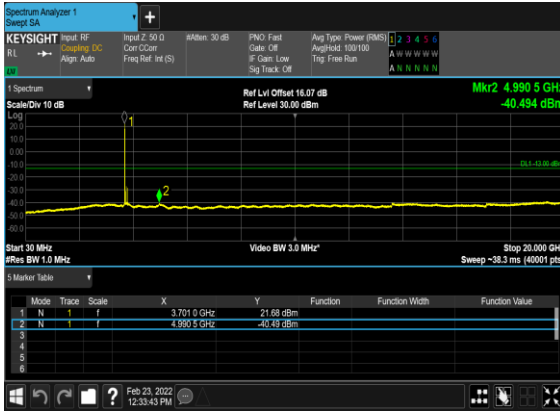 Spectrum Analyzer 1
Swept SA
+
KEYSIGHT Input: RF Input Z: 50 Ω #Atten: 30 dB PNO: Fast Avg Type: Power (RMS) 1 2 3 4 5 6
RL Coupling: DC Corr CCorr Gate: Off Avg|Hold: 100/100 A W W W W W
Align: Auto Freq Ref: Int (S) IF Gain: Low Trig: Free Run
Sig Track: Off A N N N N N
1 Spectrum
Ref Lvl Offset 16.07 dB Mkr2 4.990 5 GHz
Scale/Div 10 dB Ref Level 30.00 dBm -40.494 dBm
Log
1
20.0
10.0
0.00
-10.0 DL1 -13.00 dBm
-20.0
-30.0
2
-40.0
-50.0
-60.0
Start 30 MHz Video BW 3.0 MHz* Stop 20.000 GH
#Res BW 1.0 MHz Sweep ~38.3 ms (40001 pts
5 Marker Table
Mode Trace Scale X Y Function Function Width Function Value
1 N 1 f 3.701 0 GHz 21.68 dBm
2 N 1 f 4.990 5 GHz -40.49 dBm
3
4
5
6
? Feb 23, 2022
12:33:43 PM